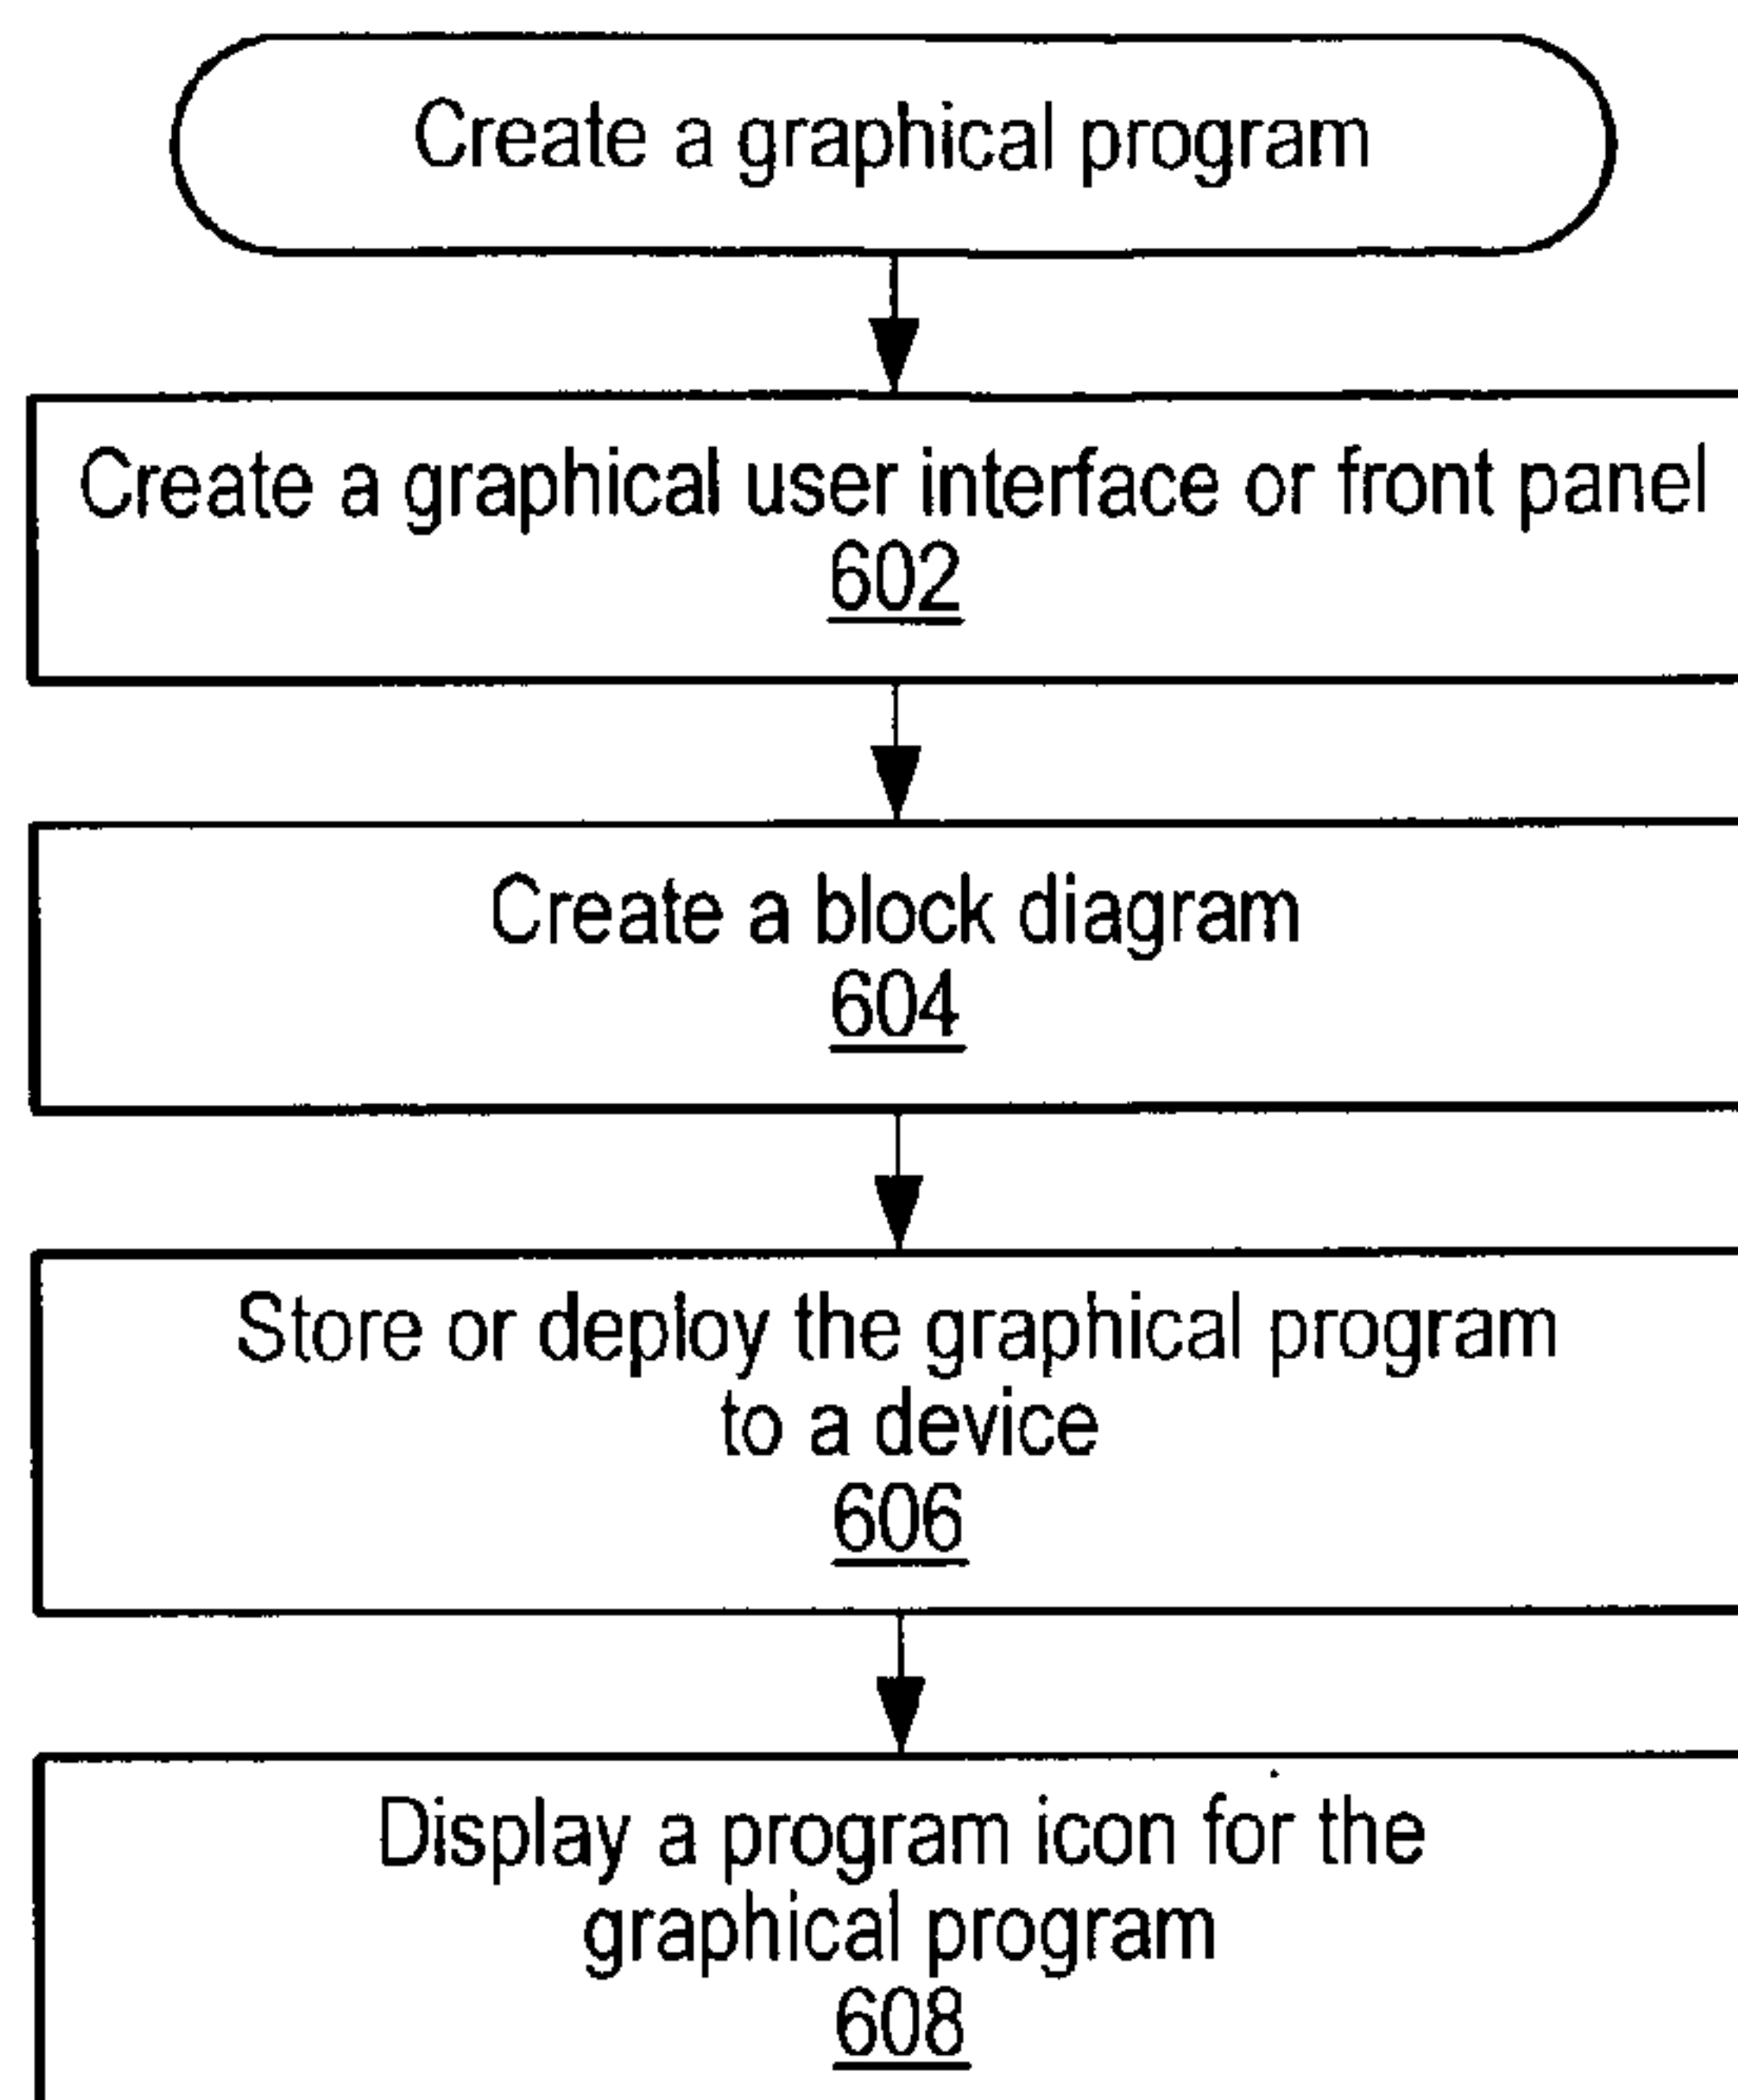 Create a graphical program
Create a graphical user interface or front panel
602
Create a block diagram
604
Store or deploy the graphical program
to a device
606
Display a program icon for the
graphical program
608